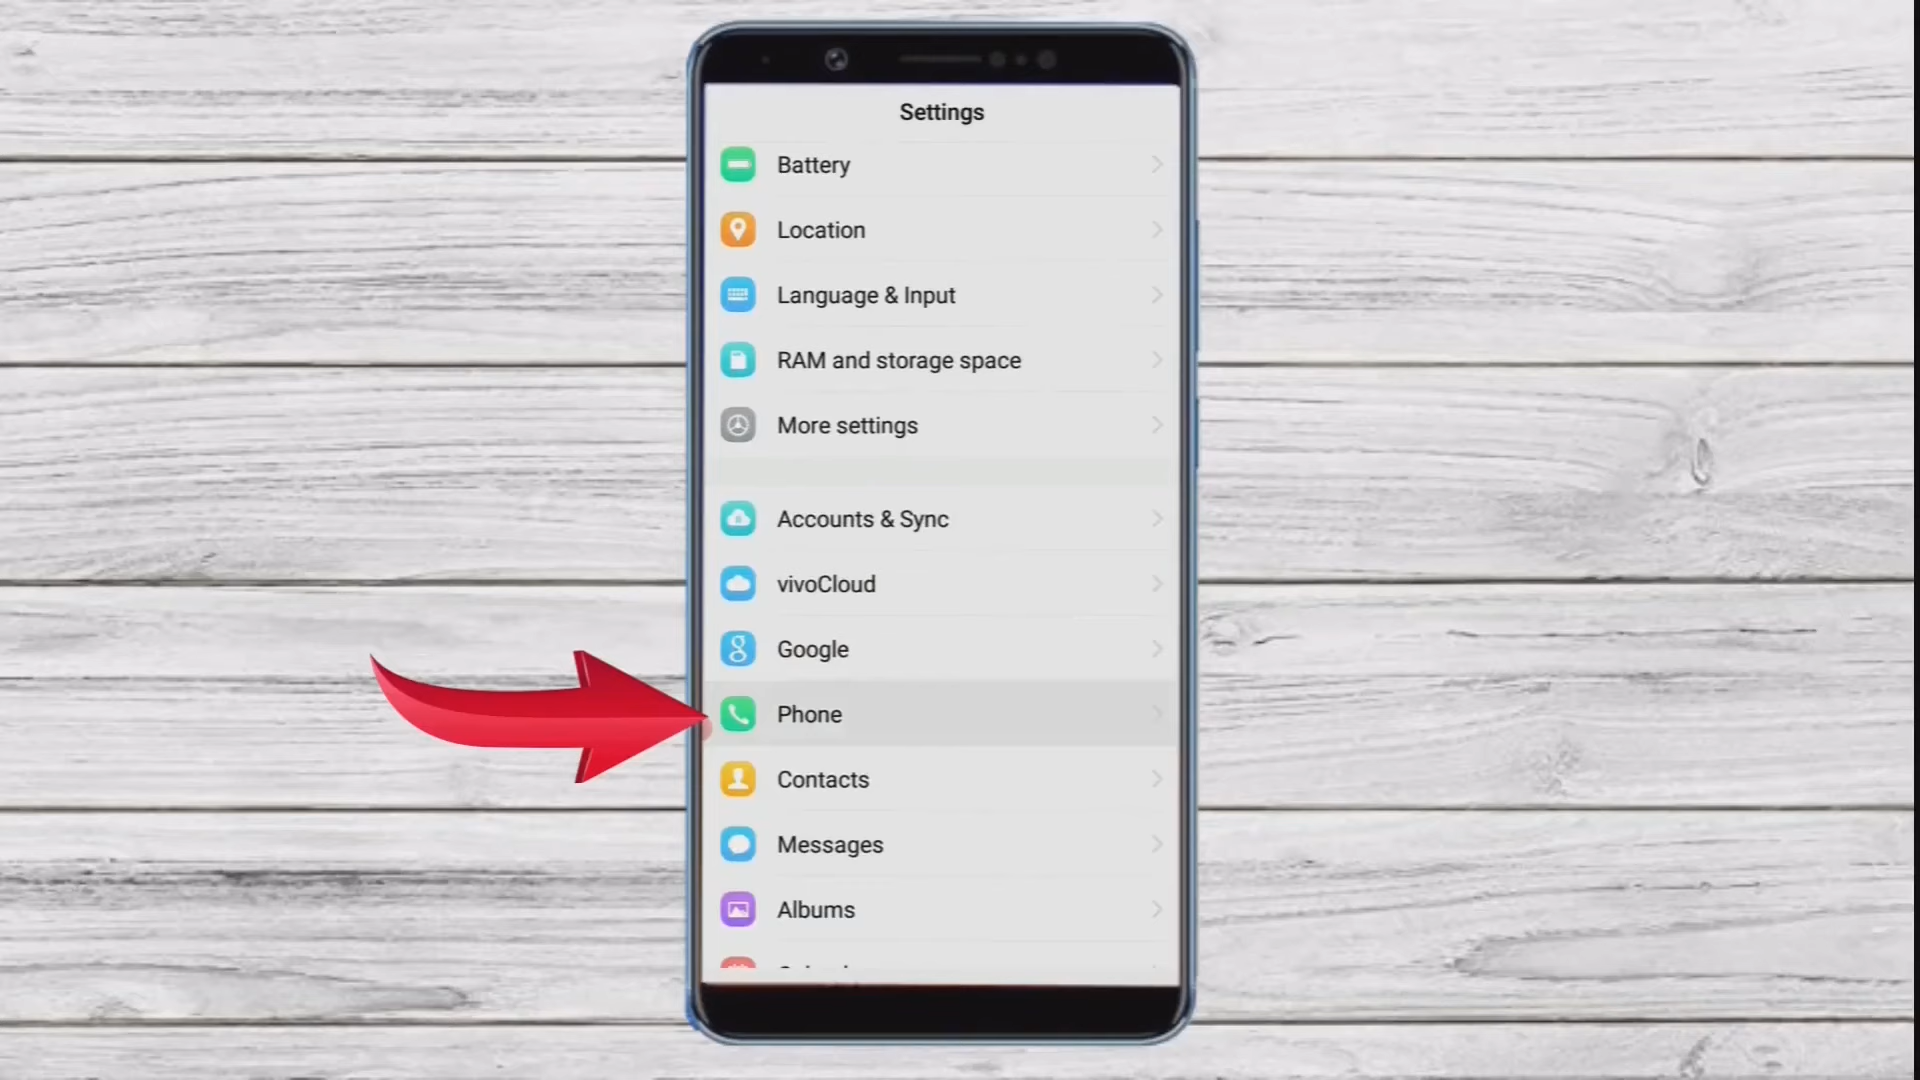 Settings
Battery
Location
Language & Input
RAM and storage space
More settings
Accounts & Sync
vivoCloud
Google
Phone
Contacts
Messages
Albums